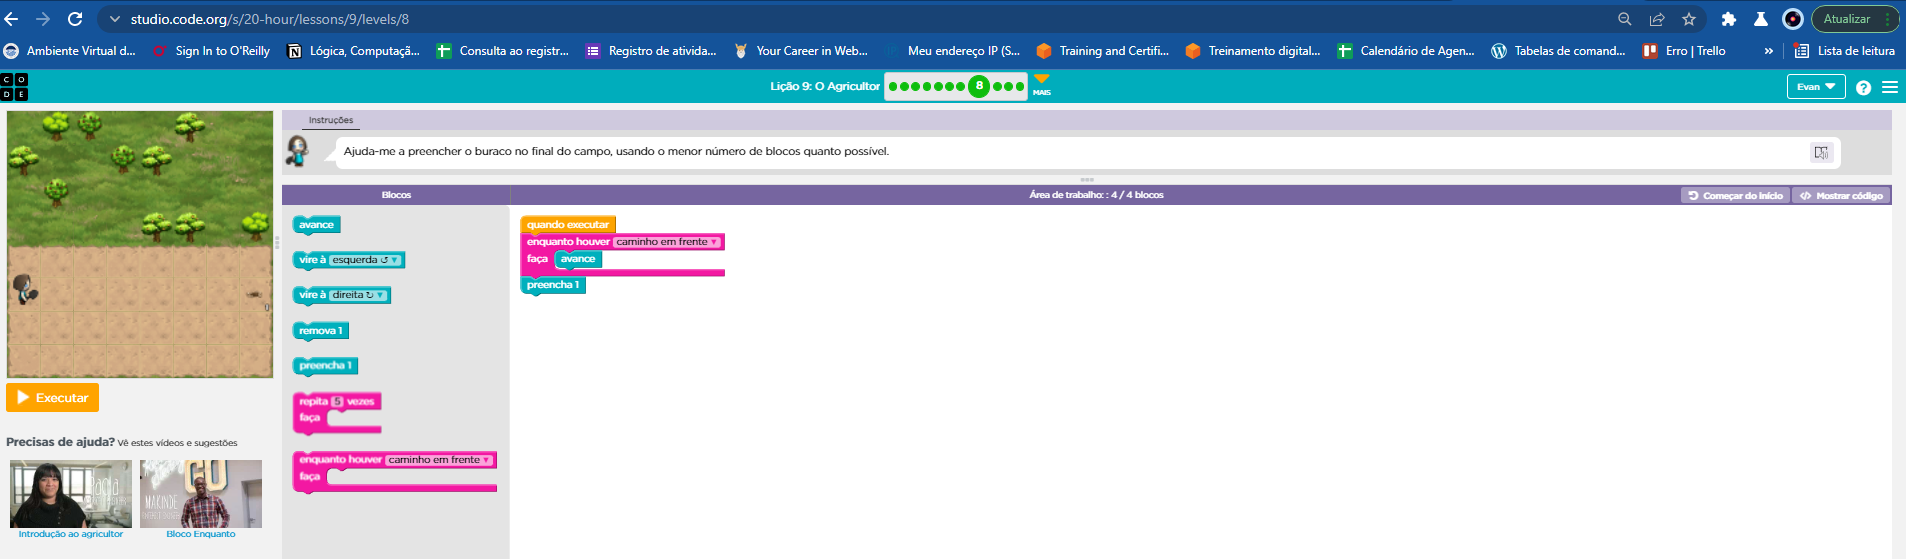 studio.code.org/s/20-hour/lessons/9/levels/8
Atualizar
Ambiente Virtual d...
Sign In to O'Reilly
Lógica, Computaçã...
Consulta ao registr...
Registro de ativida...
Your Career in Web...
Meu endereço IP (S...
Training and Certifi...
Treinamento digital...
Calendário de Agen...
Tabelas de comand...
Erro | Trello
»
Lista de leitura
C O
D E
Lição 9: O Agricultor
8
MAIS
Evan
?
Instruções
Ajuda-me a preencher o buraco no final do campo, usando o menor número de blocos quanto possível.
Blocos
Área de trabalho: : 4 / 4 blocos
Começar do início
Mostrar código
avance
vire à esquerda ↺
vire à direita ↻
remova 1
preencha 1
repita 5 vezes
faça
enquanto houver caminho em frente
faça
quando executar
enquanto houver caminho em frente
faça avance
preencha 1
Executar
Precisas de ajuda? Vê estes vídeos e sugestões
GO
MAKINDE
Introdução ao agricultor
Bloco Enquanto